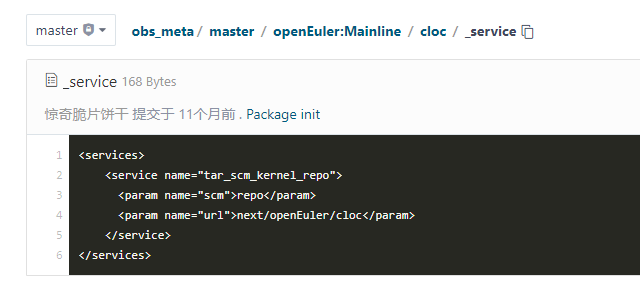 master obs_meta / master / openEuler:Mainline / cloc / _service
_service 168 Bytes
惊奇脆片饼干 提交于 11个月前 . Package init
1 <services>
2 <service name="tar_scm_kernel_repo">
3 <param name="scm">repo</param>
4 <param name="url">next/openEuler/cloc</param>
5 </service>
6 </services>